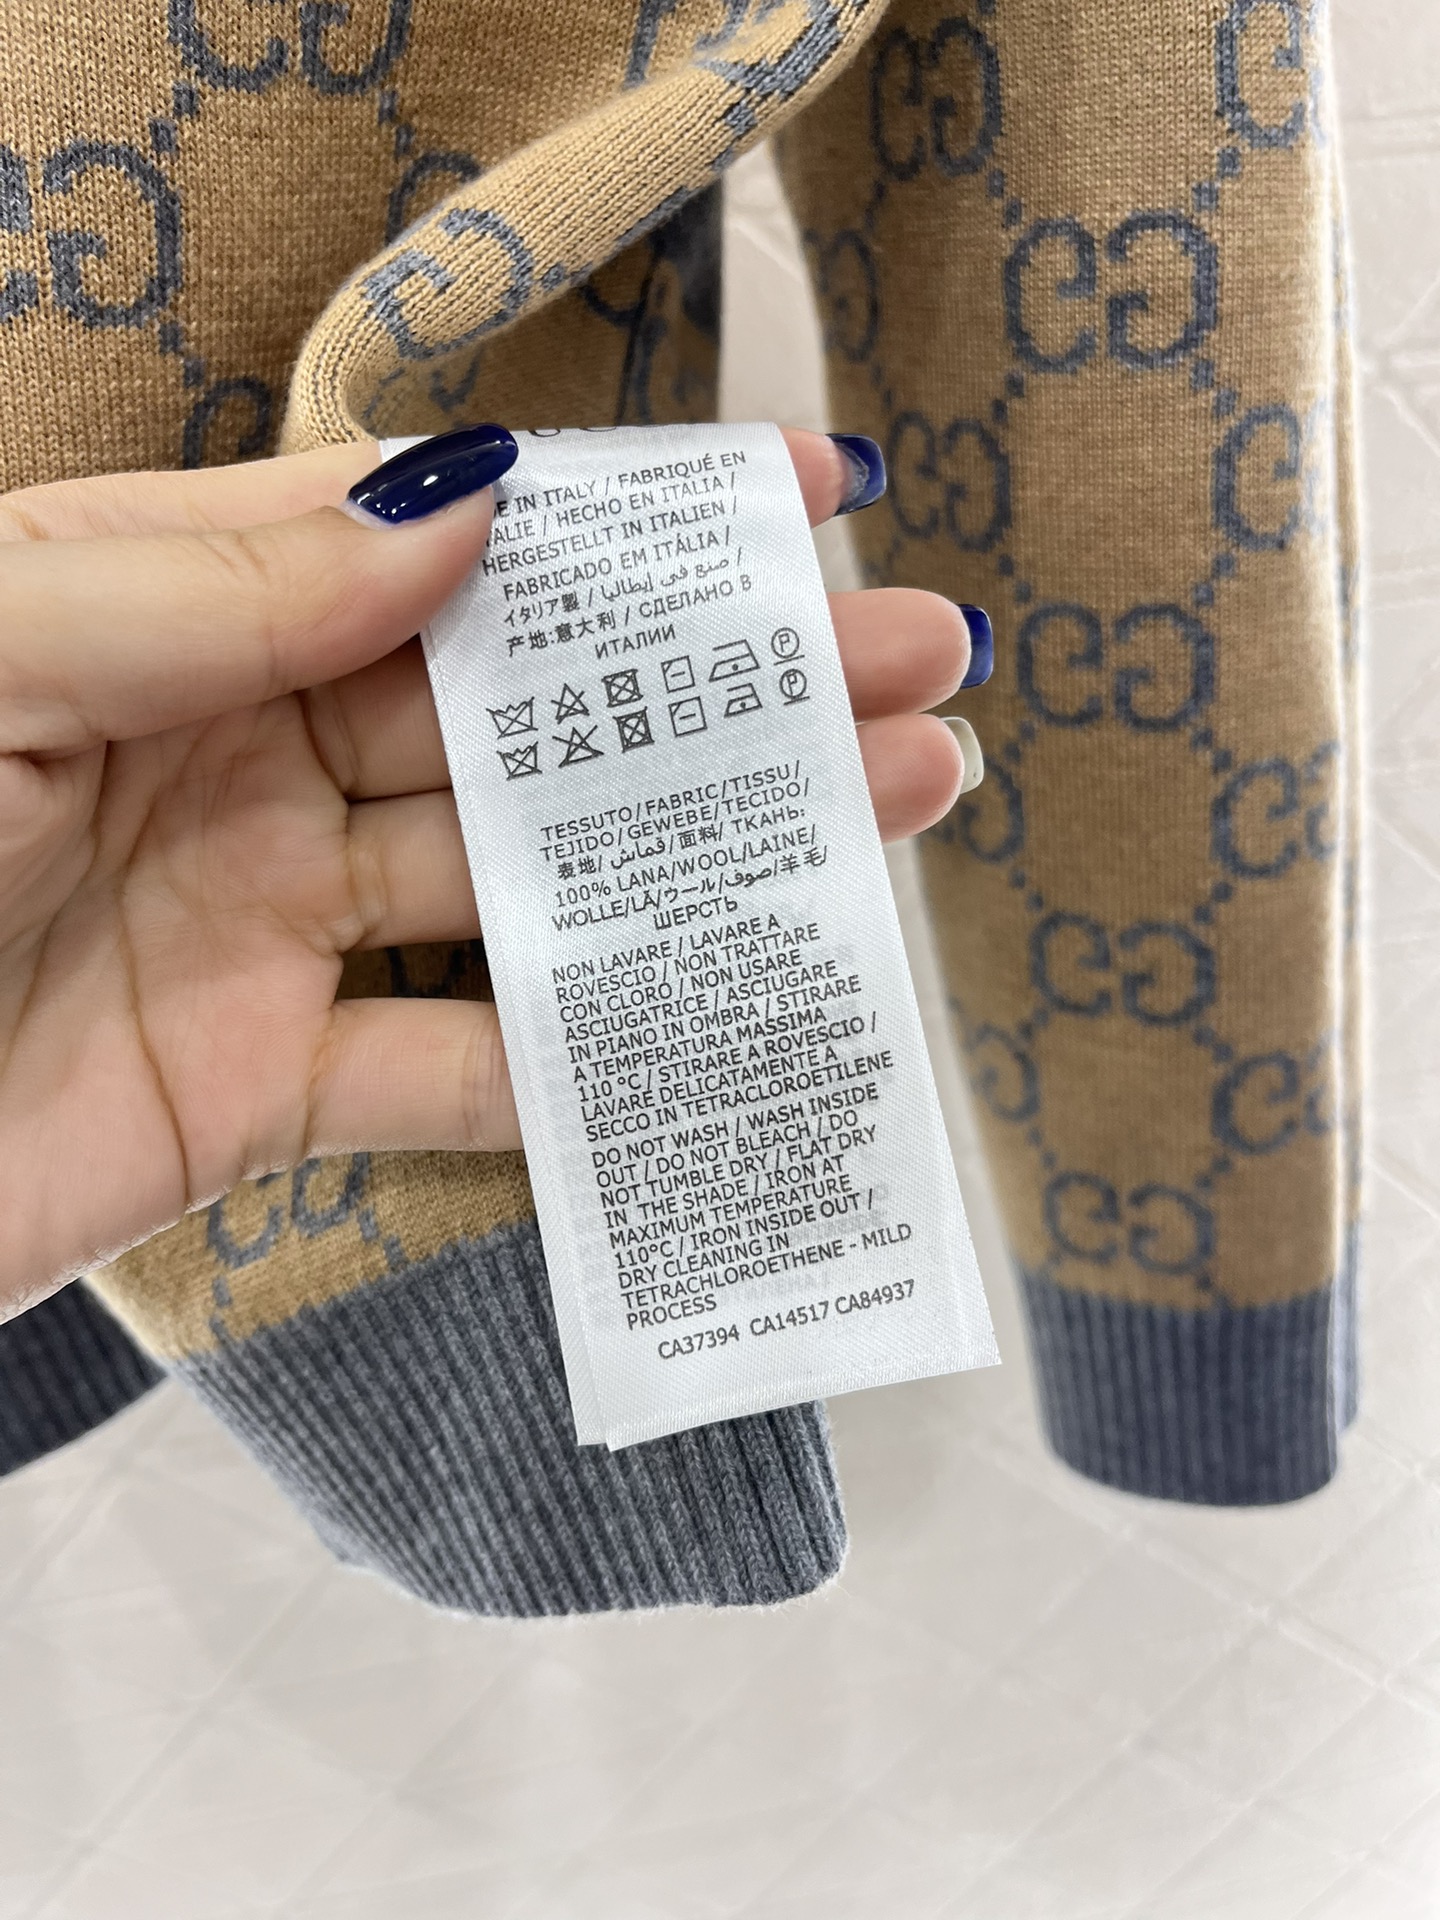 IN ITALY / FABRIQUÉ EN
ITALIE / HECHO EN ITALIA /
HERGESTELLT IN ITALIEN /
FABRICADO EM ITÁLIA /
イタリア製 / صنع في إيطاليا /
产地:意大利 / СДЕЛАНО В
ИТАЛИИ
TESSUTO/FABRIC/TISSU/
TEJIDO/GEWEBE/TECIDO/
表地/ قماش/面料/ ТКАНЬ:
100% LANA/WOOL/LAINE/
WOLLE/LÃ/ウール/صوف/羊毛/
ШЕРСТЬ
NON LAVARE / LAVARE A
ROVESCIO / NON TRATTARE
CON CLORO / NON USARE
ASCIUGATRICE / ASCIUGARE
IN PIANO IN OMBRA / STIRARE
A TEMPERATURA MASSIMA
110 °C / STIRARE A ROVESCIO /
LAVARE DELICATAMENTE A
SECCO IN TETRACLOROETILENE
DO NOT WASH / WASH INSIDE
OUT / DO NOT BLEACH / DO
NOT TUMBLE DRY / FLAT DRY
IN THE SHADE / IRON AT
MAXIMUM TEMPERATURE
110°C / IRON INSIDE OUT /
DRY CLEANING IN
TETRACHLOROETHENE - MILD
PROCESS
CA37394 CA14517 CA84937